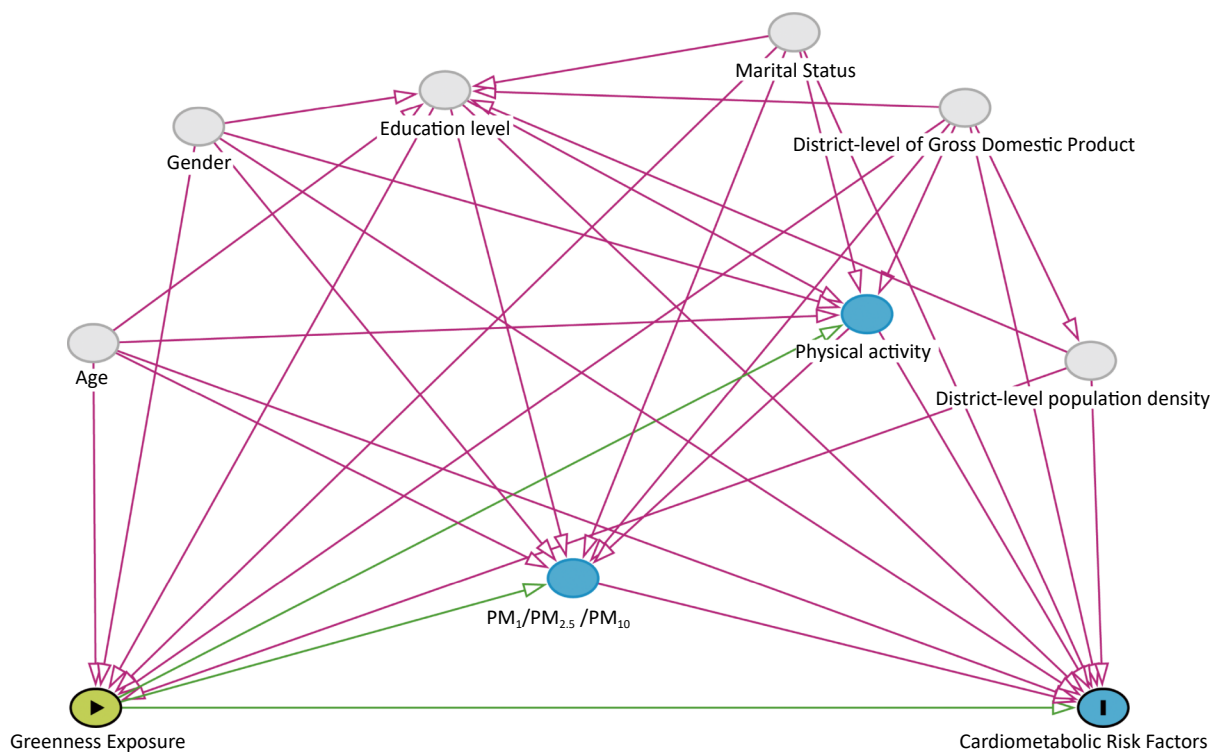 Marital Status
Education level
District-level of Gross Domestic Product
Gender
Physical activity
Age
District-level population density
PM₁/PM₂.₅ /PM₁₀
Greenness Exposure
Cardiometabolic Risk Factors